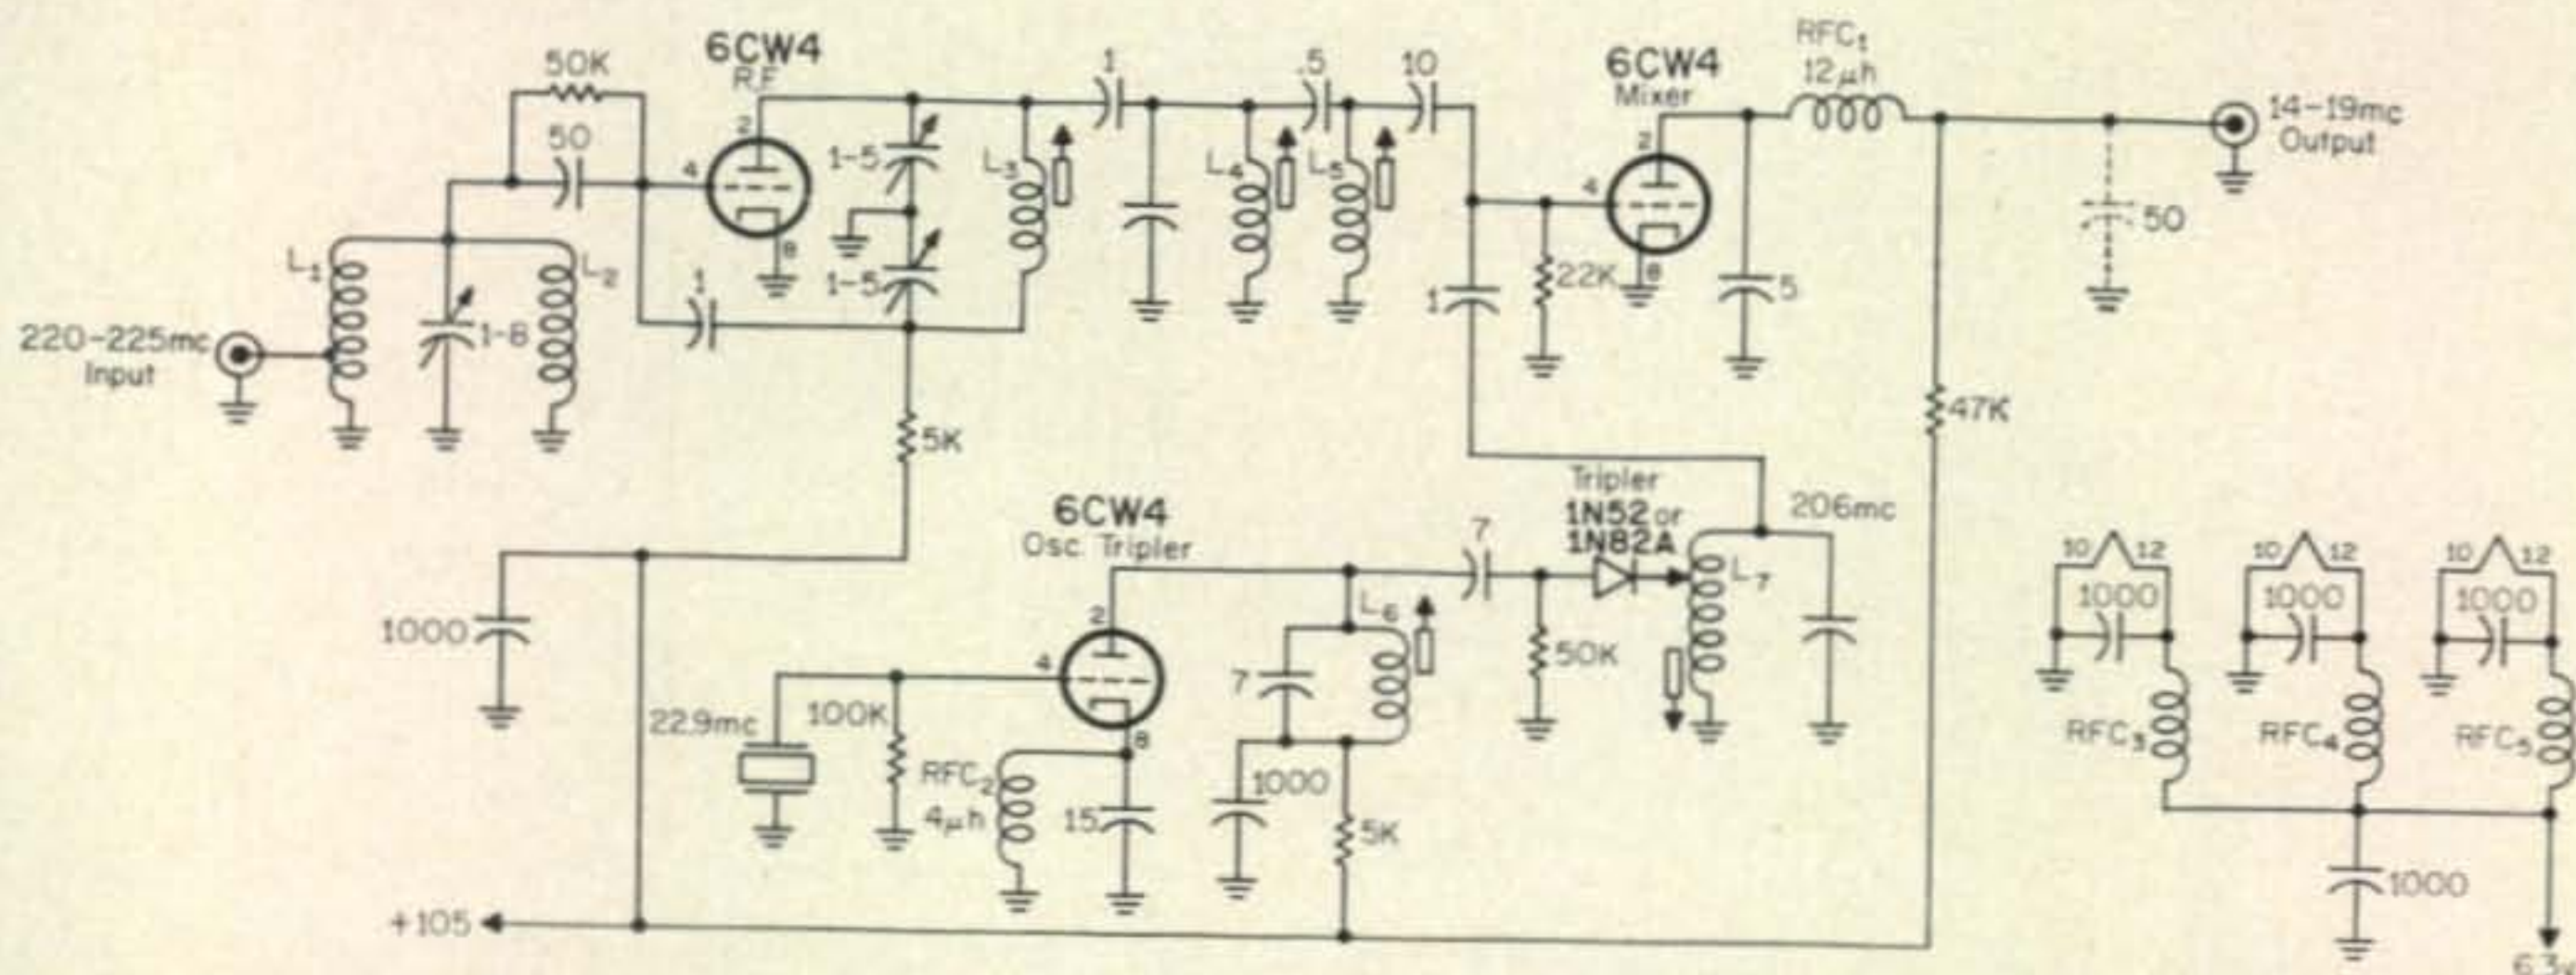 50K
6CW4
RF
1
.5
10
6CW4
Mixer
RFC1
12µh
14-19mc
Output
50
2
4
50
1-5
L3
L4
L5
2
4
50
L1
L2
8
1
1-5
1
22K
8
5
220-225mc
Input
1-8
5K
47K
6CW4
Osc. Tripler
7
Tripler
1N52 or
1N82A
206mc
10 12
10 12
10 12
1000
1000
1000
2
L6
L7
1000
4
7
50K
22.9mc
100K
RFC3
RFC4
RFC5
8
RFC2
4µh
15
1000
5K
1000
+105